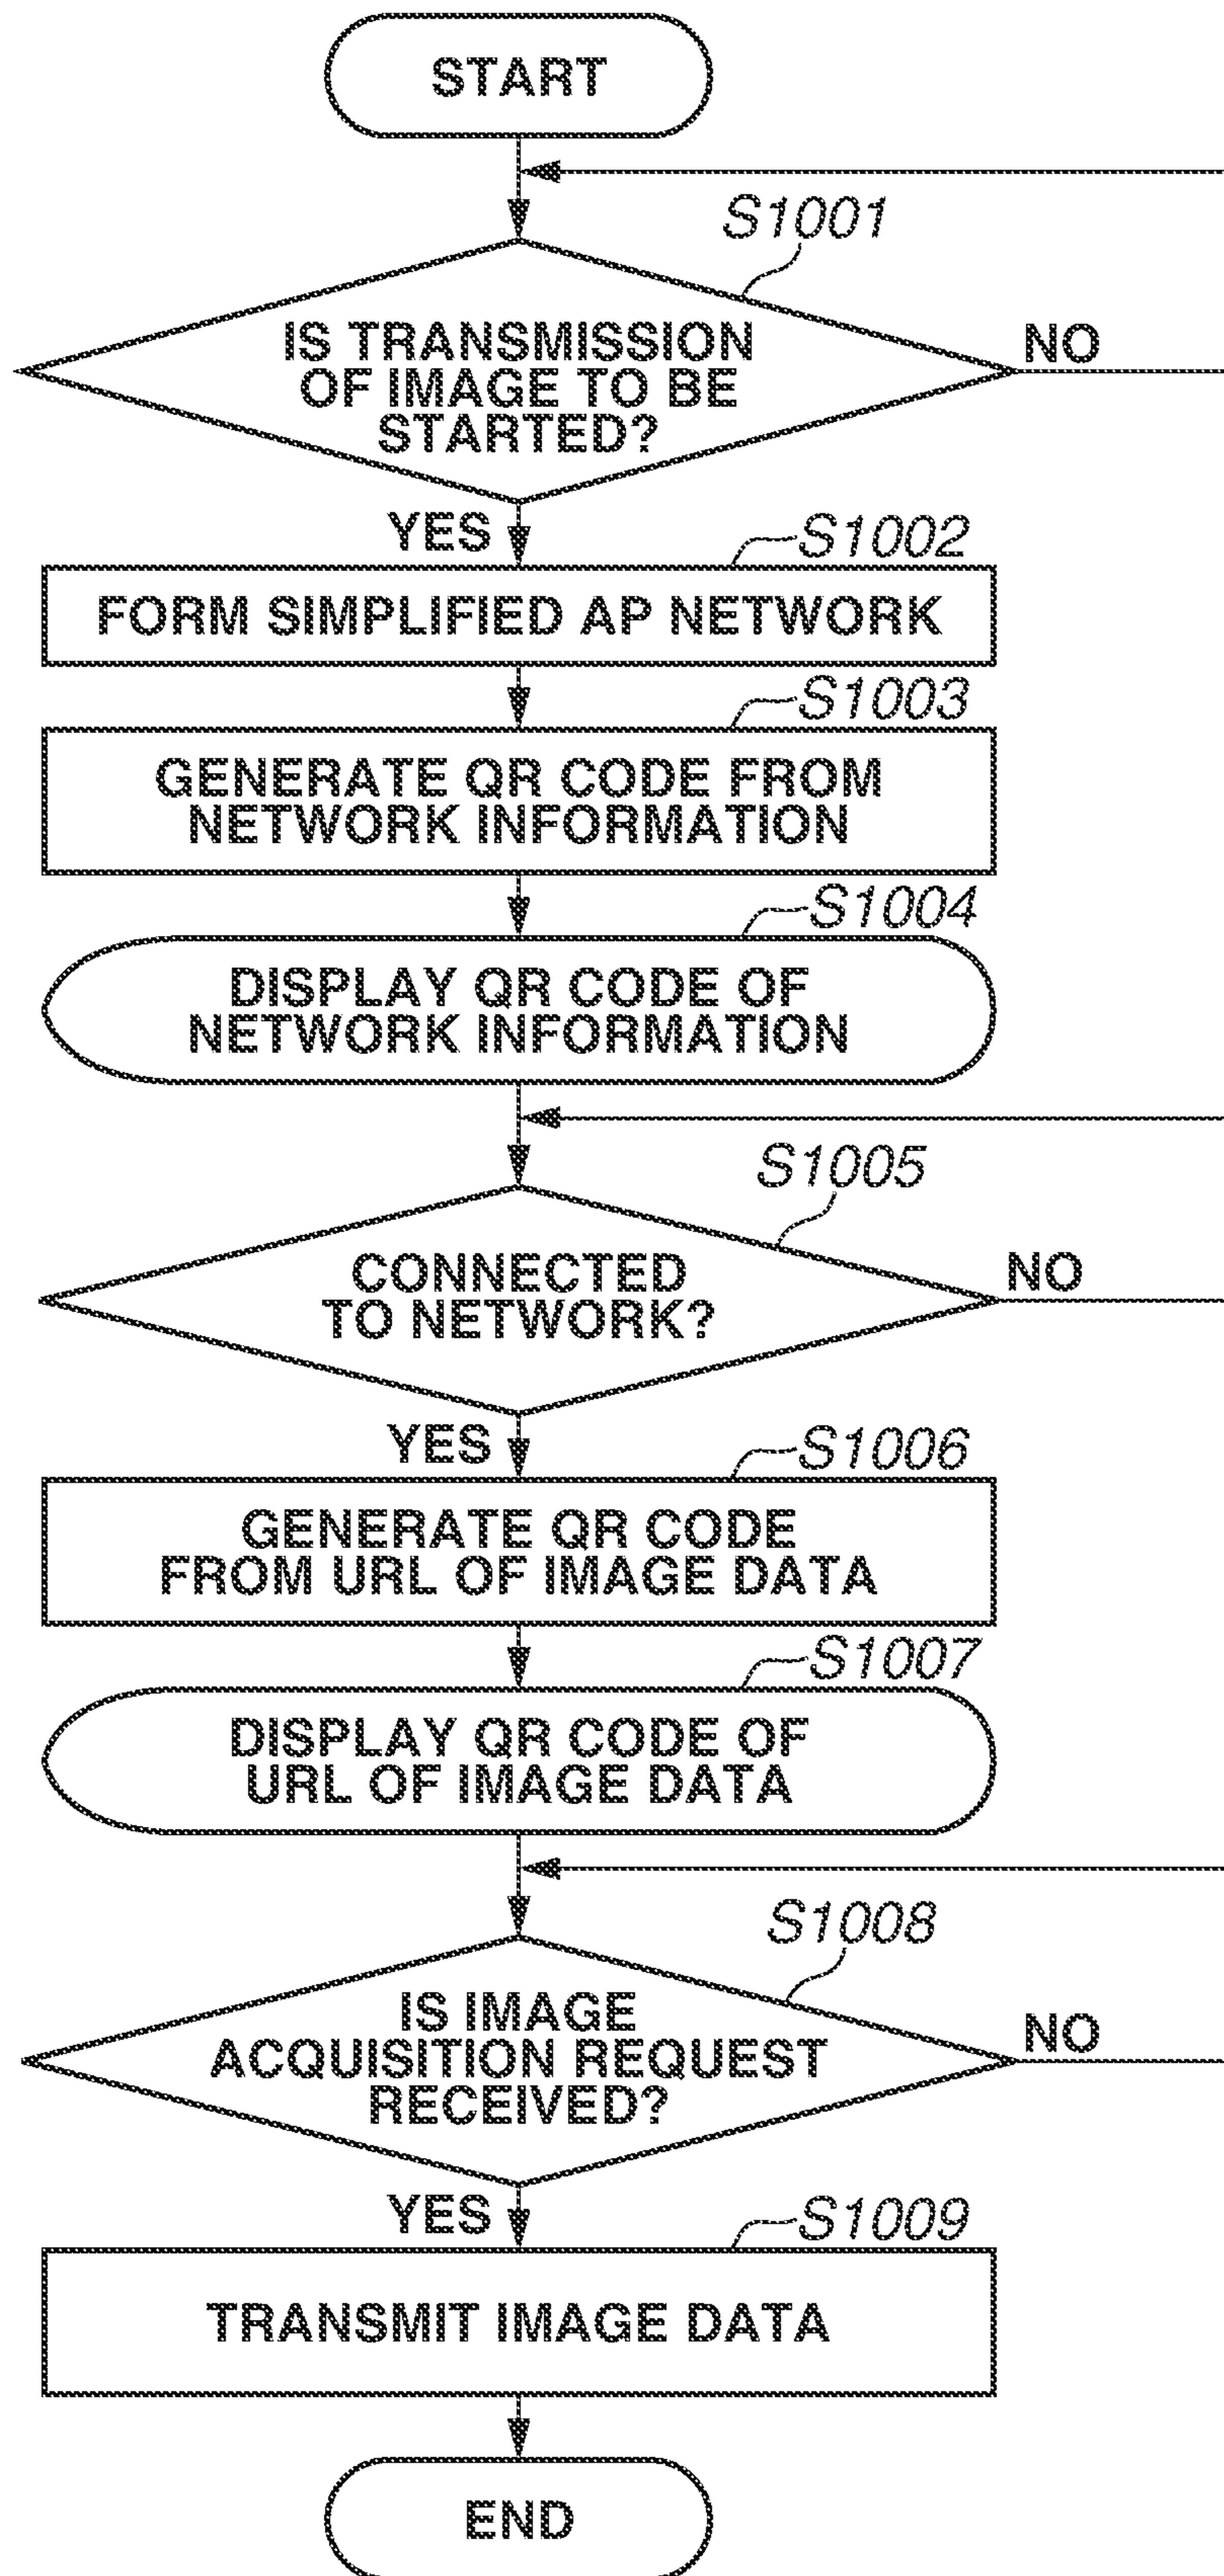 START
S1001
IS TRANSMISSION
OF IMAGE TO BE
STARTED?
NO
YES
S1002
FORM SIMPLIFIED AP NETWORK
S1003
GENERATE QR CODE FROM
NETWORK INFORMATION
S1004
DISPLAY QR CODE OF
NETWORK INFORMATION
S1005
CONNECTED
TO NETWORK?
NO
YES
S1006
GENERATE QR CODE
FROM URL OF IMAGE DATA
S1007
DISPLAY QR CODE OF
URL OF IMAGE DATA
S1008
IS IMAGE
ACQUISITION REQUEST
RECEIVED?
NO
YES
S1009
TRANSMIT IMAGE DATA
END